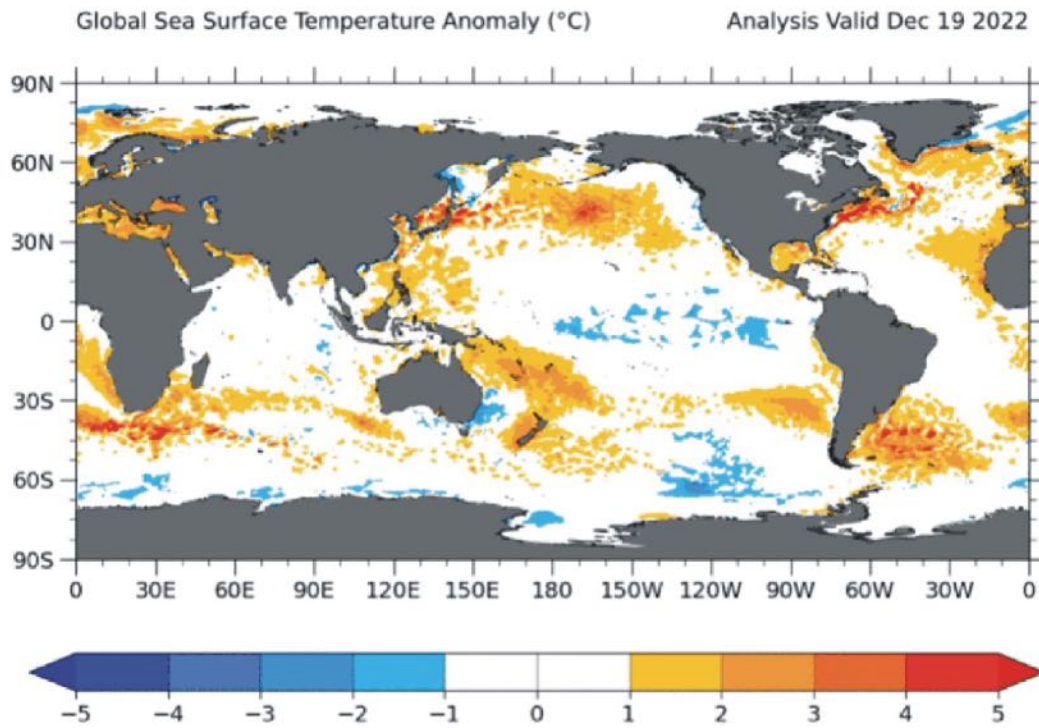 Global Sea Surface Temperature Anomaly (°C) Analysis Valid Dec 19 2022
90N
60N
30N
0
30S
60S
90S
0 30E 60E 90E 120E 150E 180 150W 120W 90W 60W 30W 0
−5 −4 −3 −2 −1 0 1 2 3 4 5